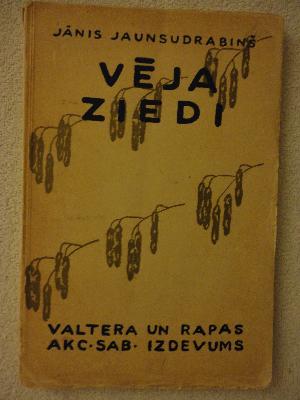 JĀNIS JAUNSUDRABIŅŠ
VĒJA
ZIEDI
VALTERA UN RAPAS
AKC·SAB· IZDEVUMS